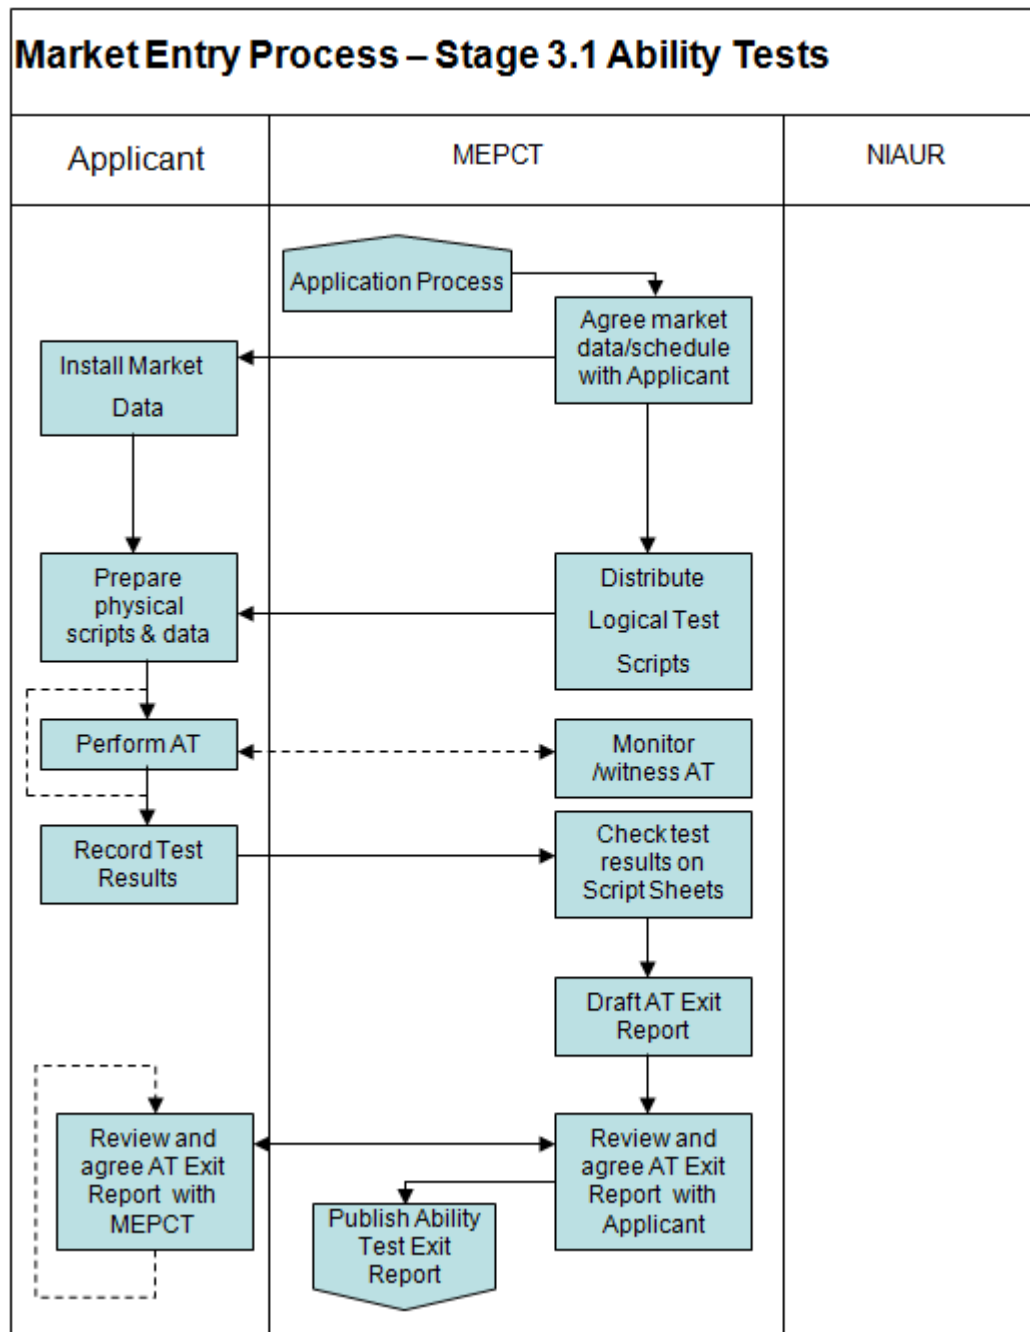 Market Entry Process – Stage 3.1 Ability Tests
Applicant
MEPCT
NIAUR
Application Process
Agree market
data/schedule
with Applicant
Install Market
Data
Prepare
physical
scripts & data
Distribute
Logical Test
Scripts
Perform AT
Monitor
/witness AT
Record Test
Results
Check test
results on
Script Sheets
Draft AT Exit
Report
Review and
agree AT Exit
Report with
MEPCT
Review and
agree AT Exit
Report with
Applicant
Publish Ability
Test Exit
Report